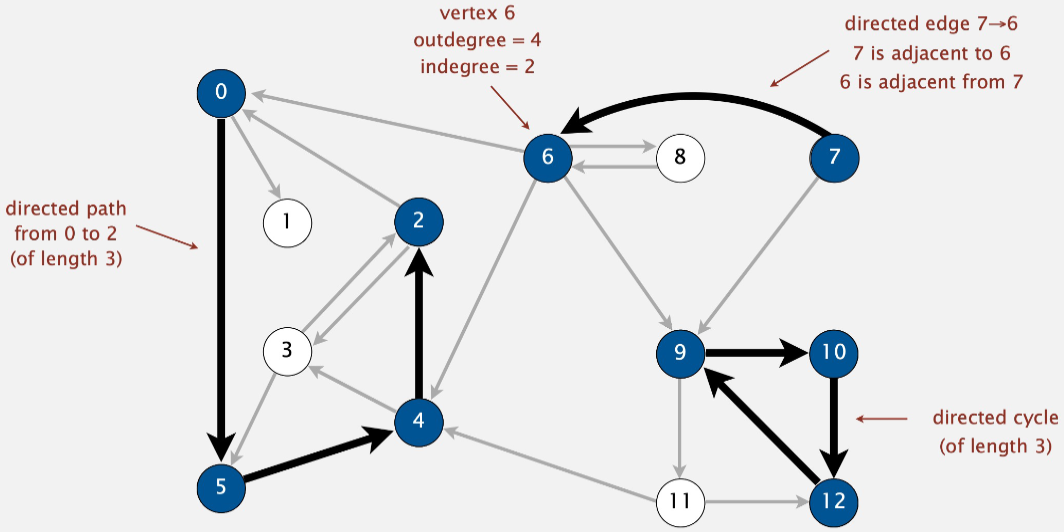 vertex 6
outdegree = 4
indegree = 2
directed edge 7→6
7 is adjacent to 6
6 is adjacent from 7
0
6
8
7
directed path
from 0 to 2
(of length 3)
1
2
3
9
10
4
directed cycle
(of length 3)
5
11
12